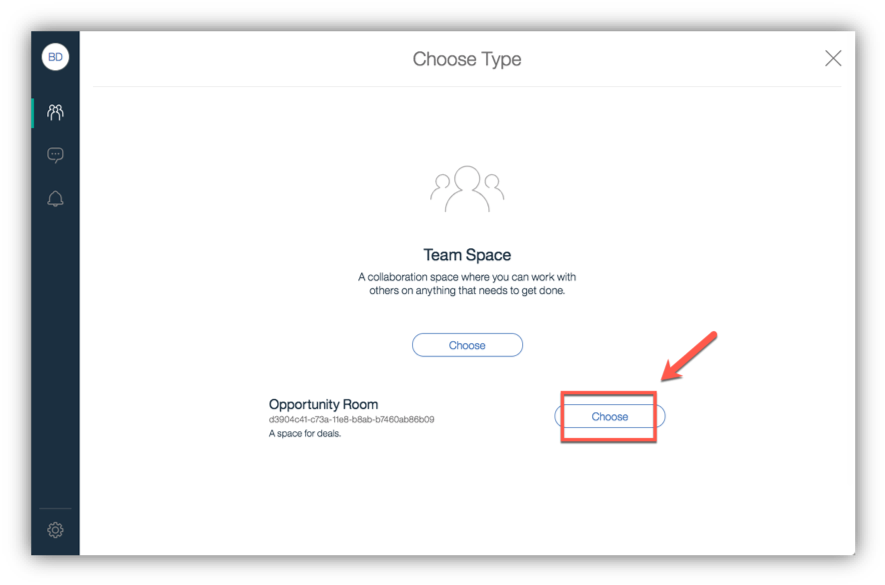 BD
Choose Type
Team Space
A collaboration space where you can work with
others on anything that needs to get done.
Choose
Opportunity Room
d3904c41-c73a-11e8-b8ab-b7460ab86b09
A space for deals.
Choose